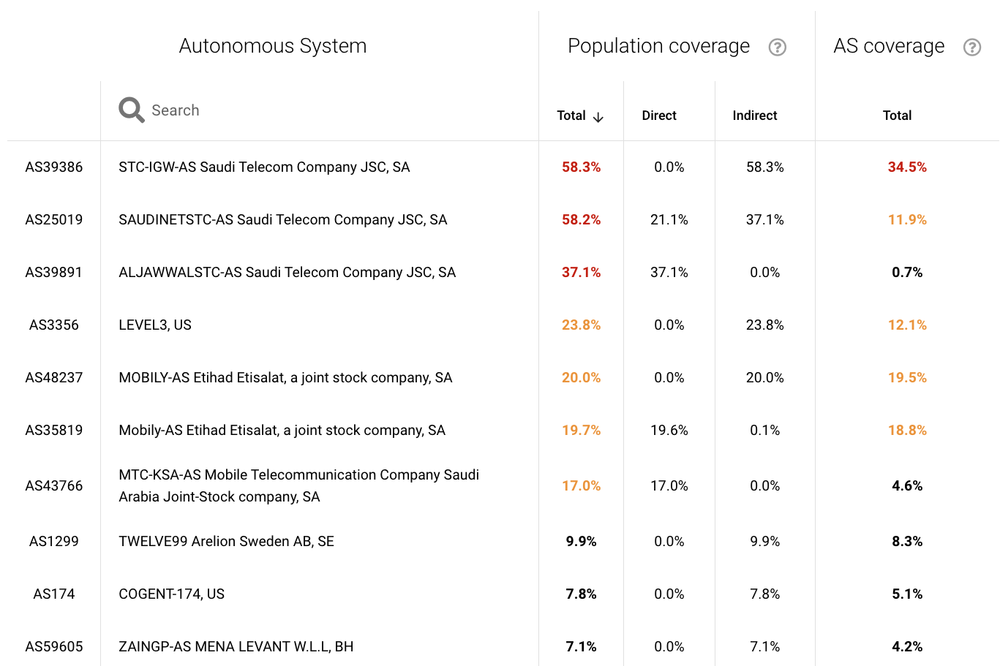 Autonomous System Population coverage ? AS coverage ?
Search Total ↓ Direct Indirect Total
AS39386 STC-IGW-AS Saudi Telecom Company JSC, SA 58.3% 0.0% 58.3% 34.5%
AS25019 SAUDINETSTC-AS Saudi Telecom Company JSC, SA 58.2% 21.1% 37.1% 11.9%
AS39891 ALJAWWALSTC-AS Saudi Telecom Company JSC, SA 37.1% 37.1% 0.0% 0.7%
AS3356 LEVEL3, US 23.8% 0.0% 23.8% 12.1%
AS48237 MOBILY-AS Etihad Etisalat, a joint stock company, SA 20.0% 0.0% 20.0% 19.5%
AS35819 Mobily-AS Etihad Etisalat, a joint stock company, SA 19.7% 19.6% 0.1% 18.8%
AS43766 MTC-KSA-AS Mobile Telecommunication Company Saudi
Arabia Joint-Stock company, SA 17.0% 17.0% 0.0% 4.6%
AS1299 TWELVE99 Arelion Sweden AB, SE 9.9% 0.0% 9.9% 8.3%
AS174 COGENT-174, US 7.8% 0.0% 7.8% 5.1%
AS59605 ZAINGP-AS MENA LEVANT W.L.L, BH 7.1% 0.0% 7.1% 4.2%